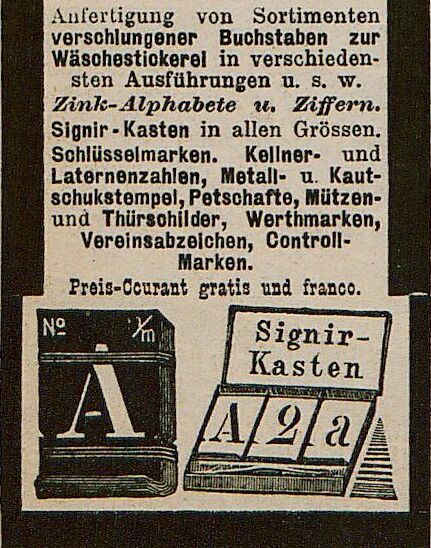 Anfertigung von Sortimenten
verschlungener Buchstaben zur
Wäschestickerei in verschieden-
sten Ausführungen u. s. w.
Zink-Alphabete u. Ziffern.
Signir-Kasten in allen Grössen.
Schlüsselmarken. Kellner- und
Laternenzahlen, Metall- u. Kaut-
schukstempel, Petschafte, Mützen-
und Thürschilder, Werthmarken,
Vereinsabzeichen, Controll-
Marken.
Preis-Courant gratis und franco.
Nº /m
A
Signir-
Kasten
A 2 a